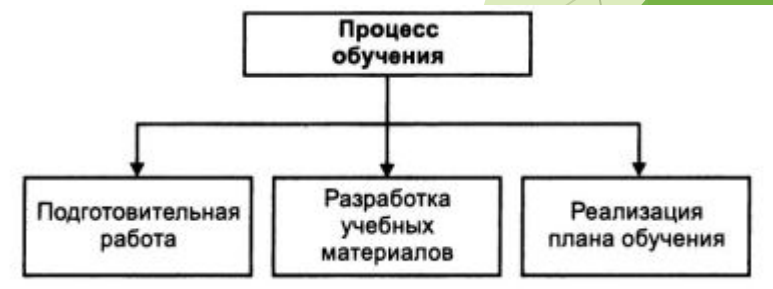 Процесс
обучения
Подготовительная
работа
Разработка
учебных
материалов
Реализация
плана обучения